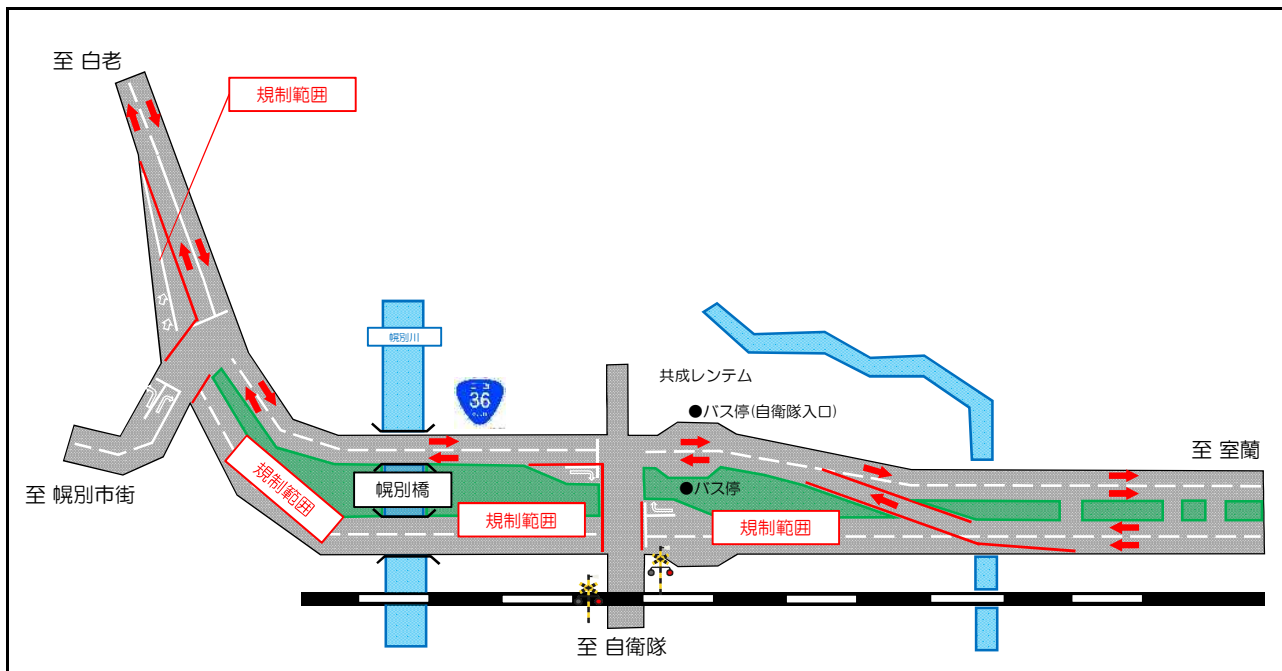 至 白老
規制範囲
幌別川
36
共成レンテム
●バス停(自衛隊入口)
至 室蘭
規制範囲
至 幌別市街
幌別橋
●バス停
規制範囲
規制範囲
至 自衛隊